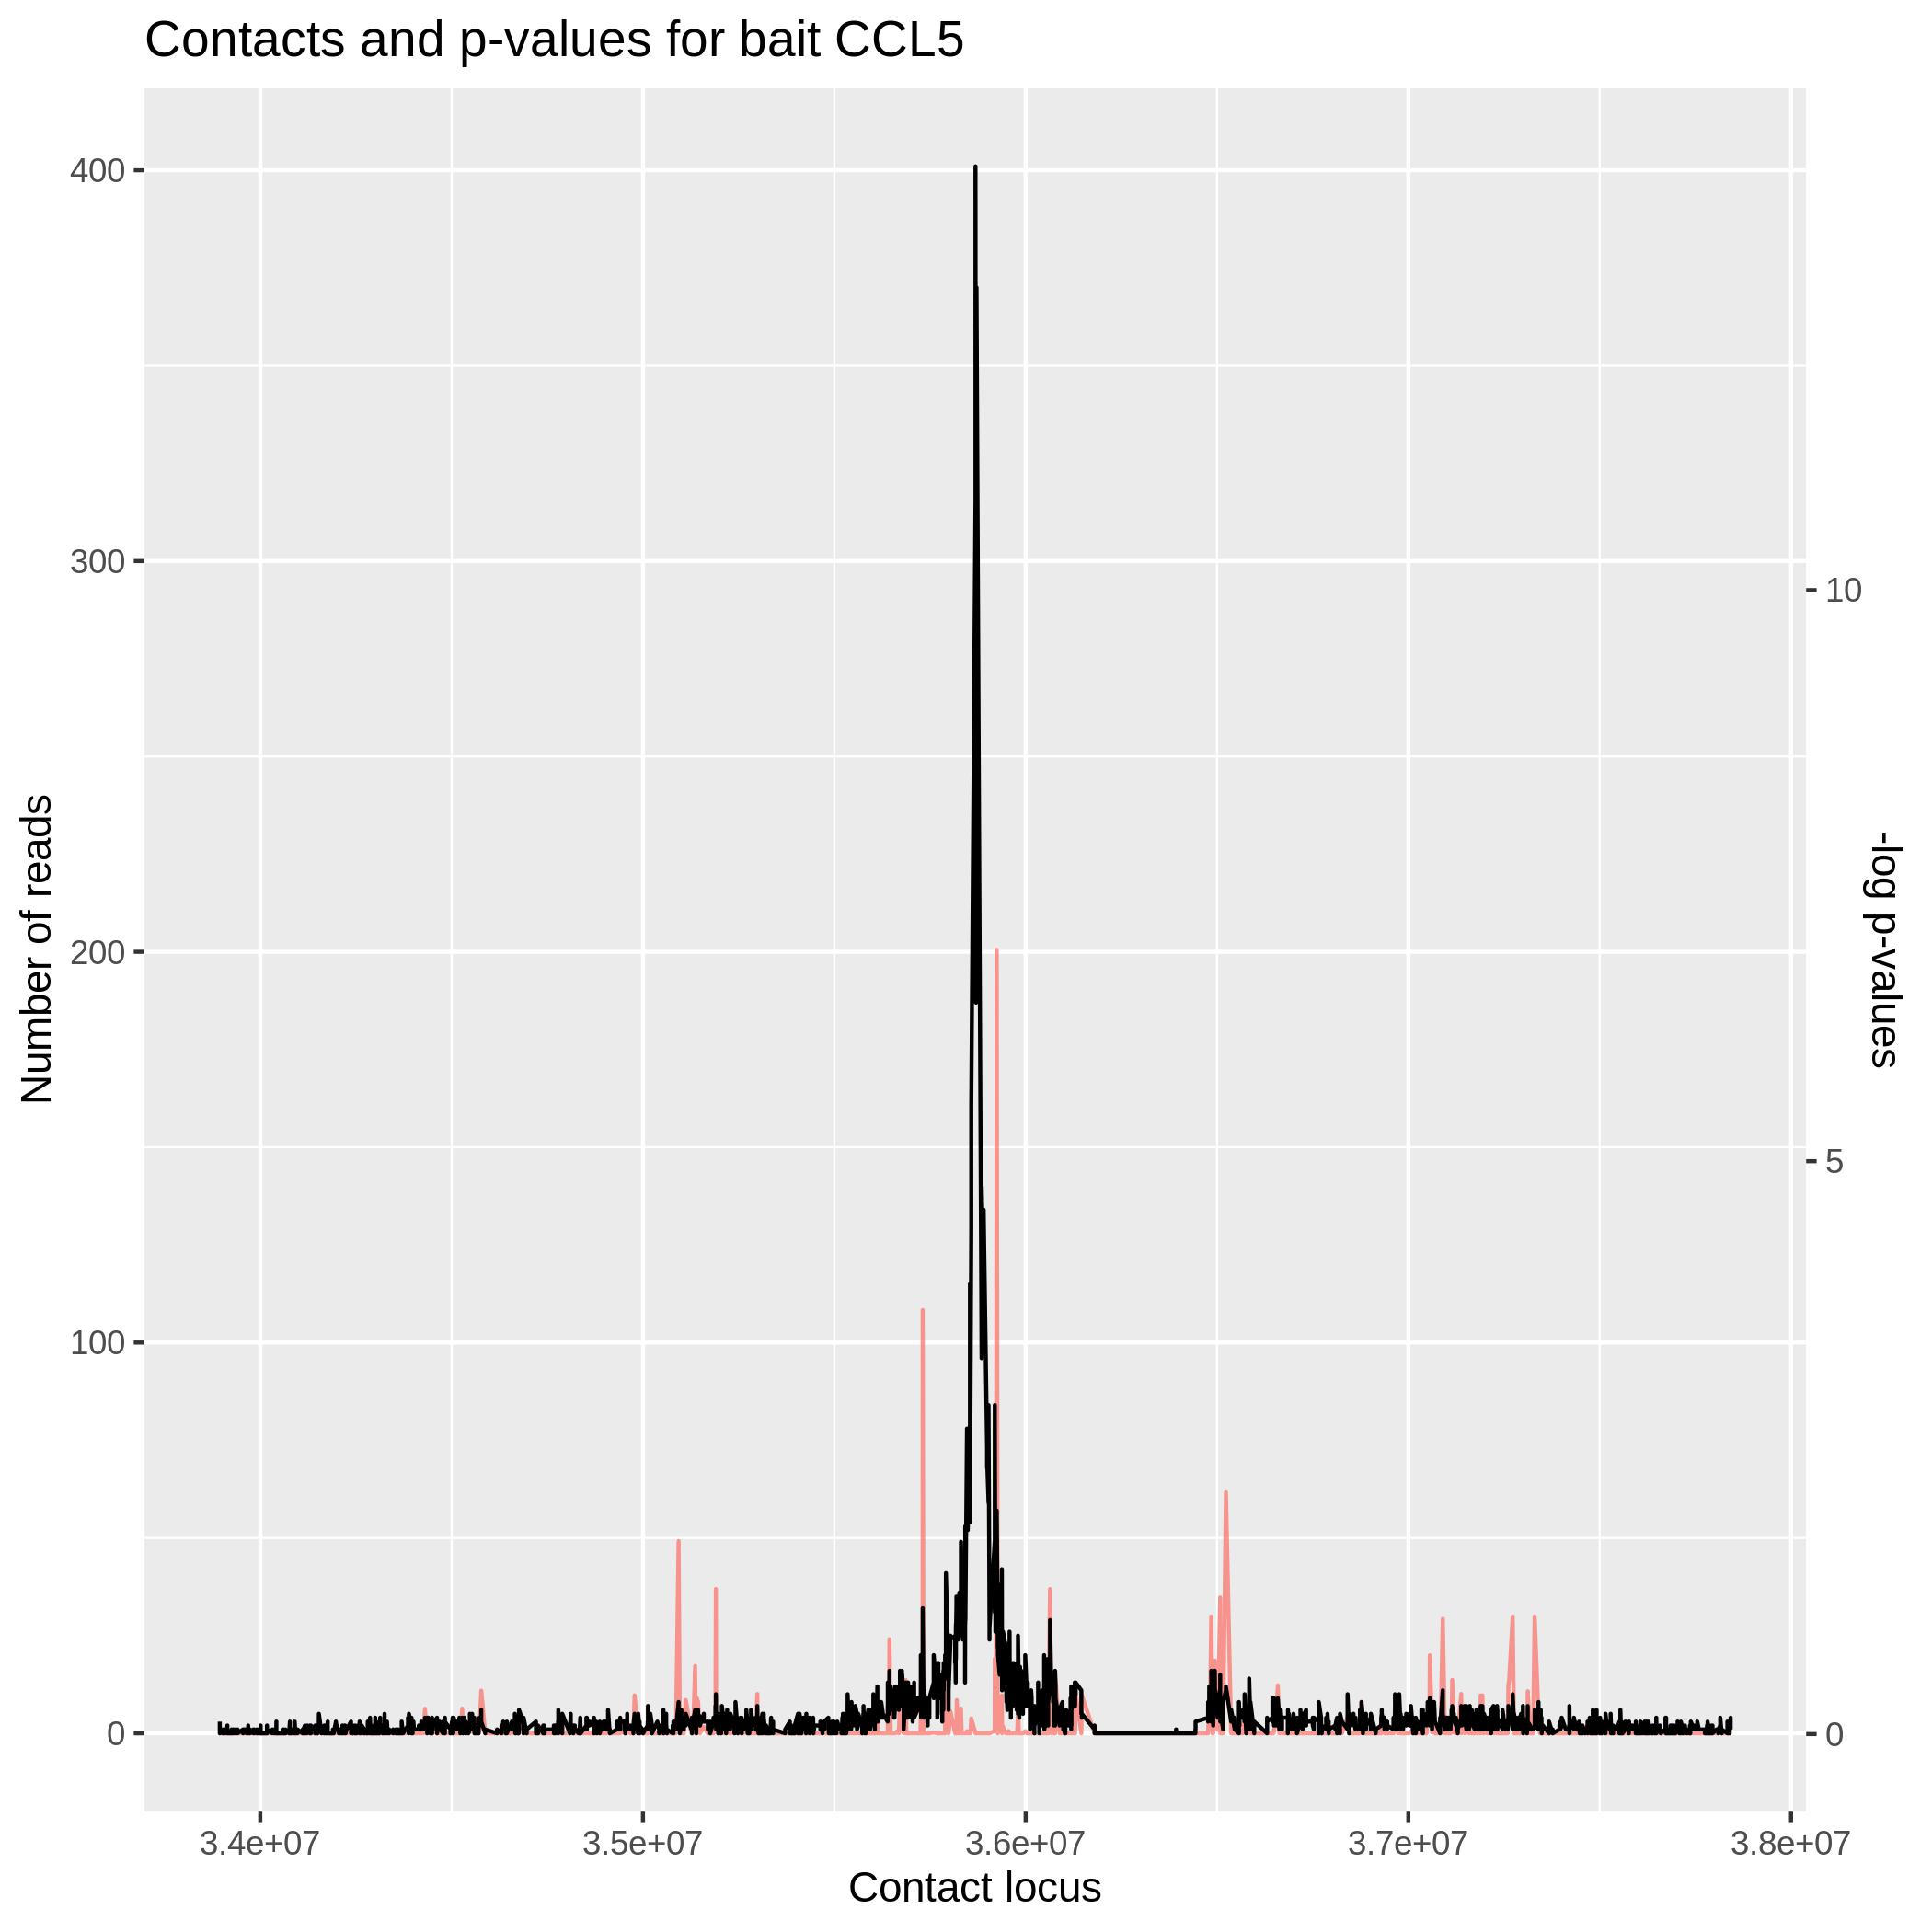 Contacts and p-values for bait CCL5
400
300
200
100
0
Number of reads
10
5
0
-log p-values
3.4e+07
3.5e+07
3.6e+07
3.7e+07
3.8e+07
Contact locus